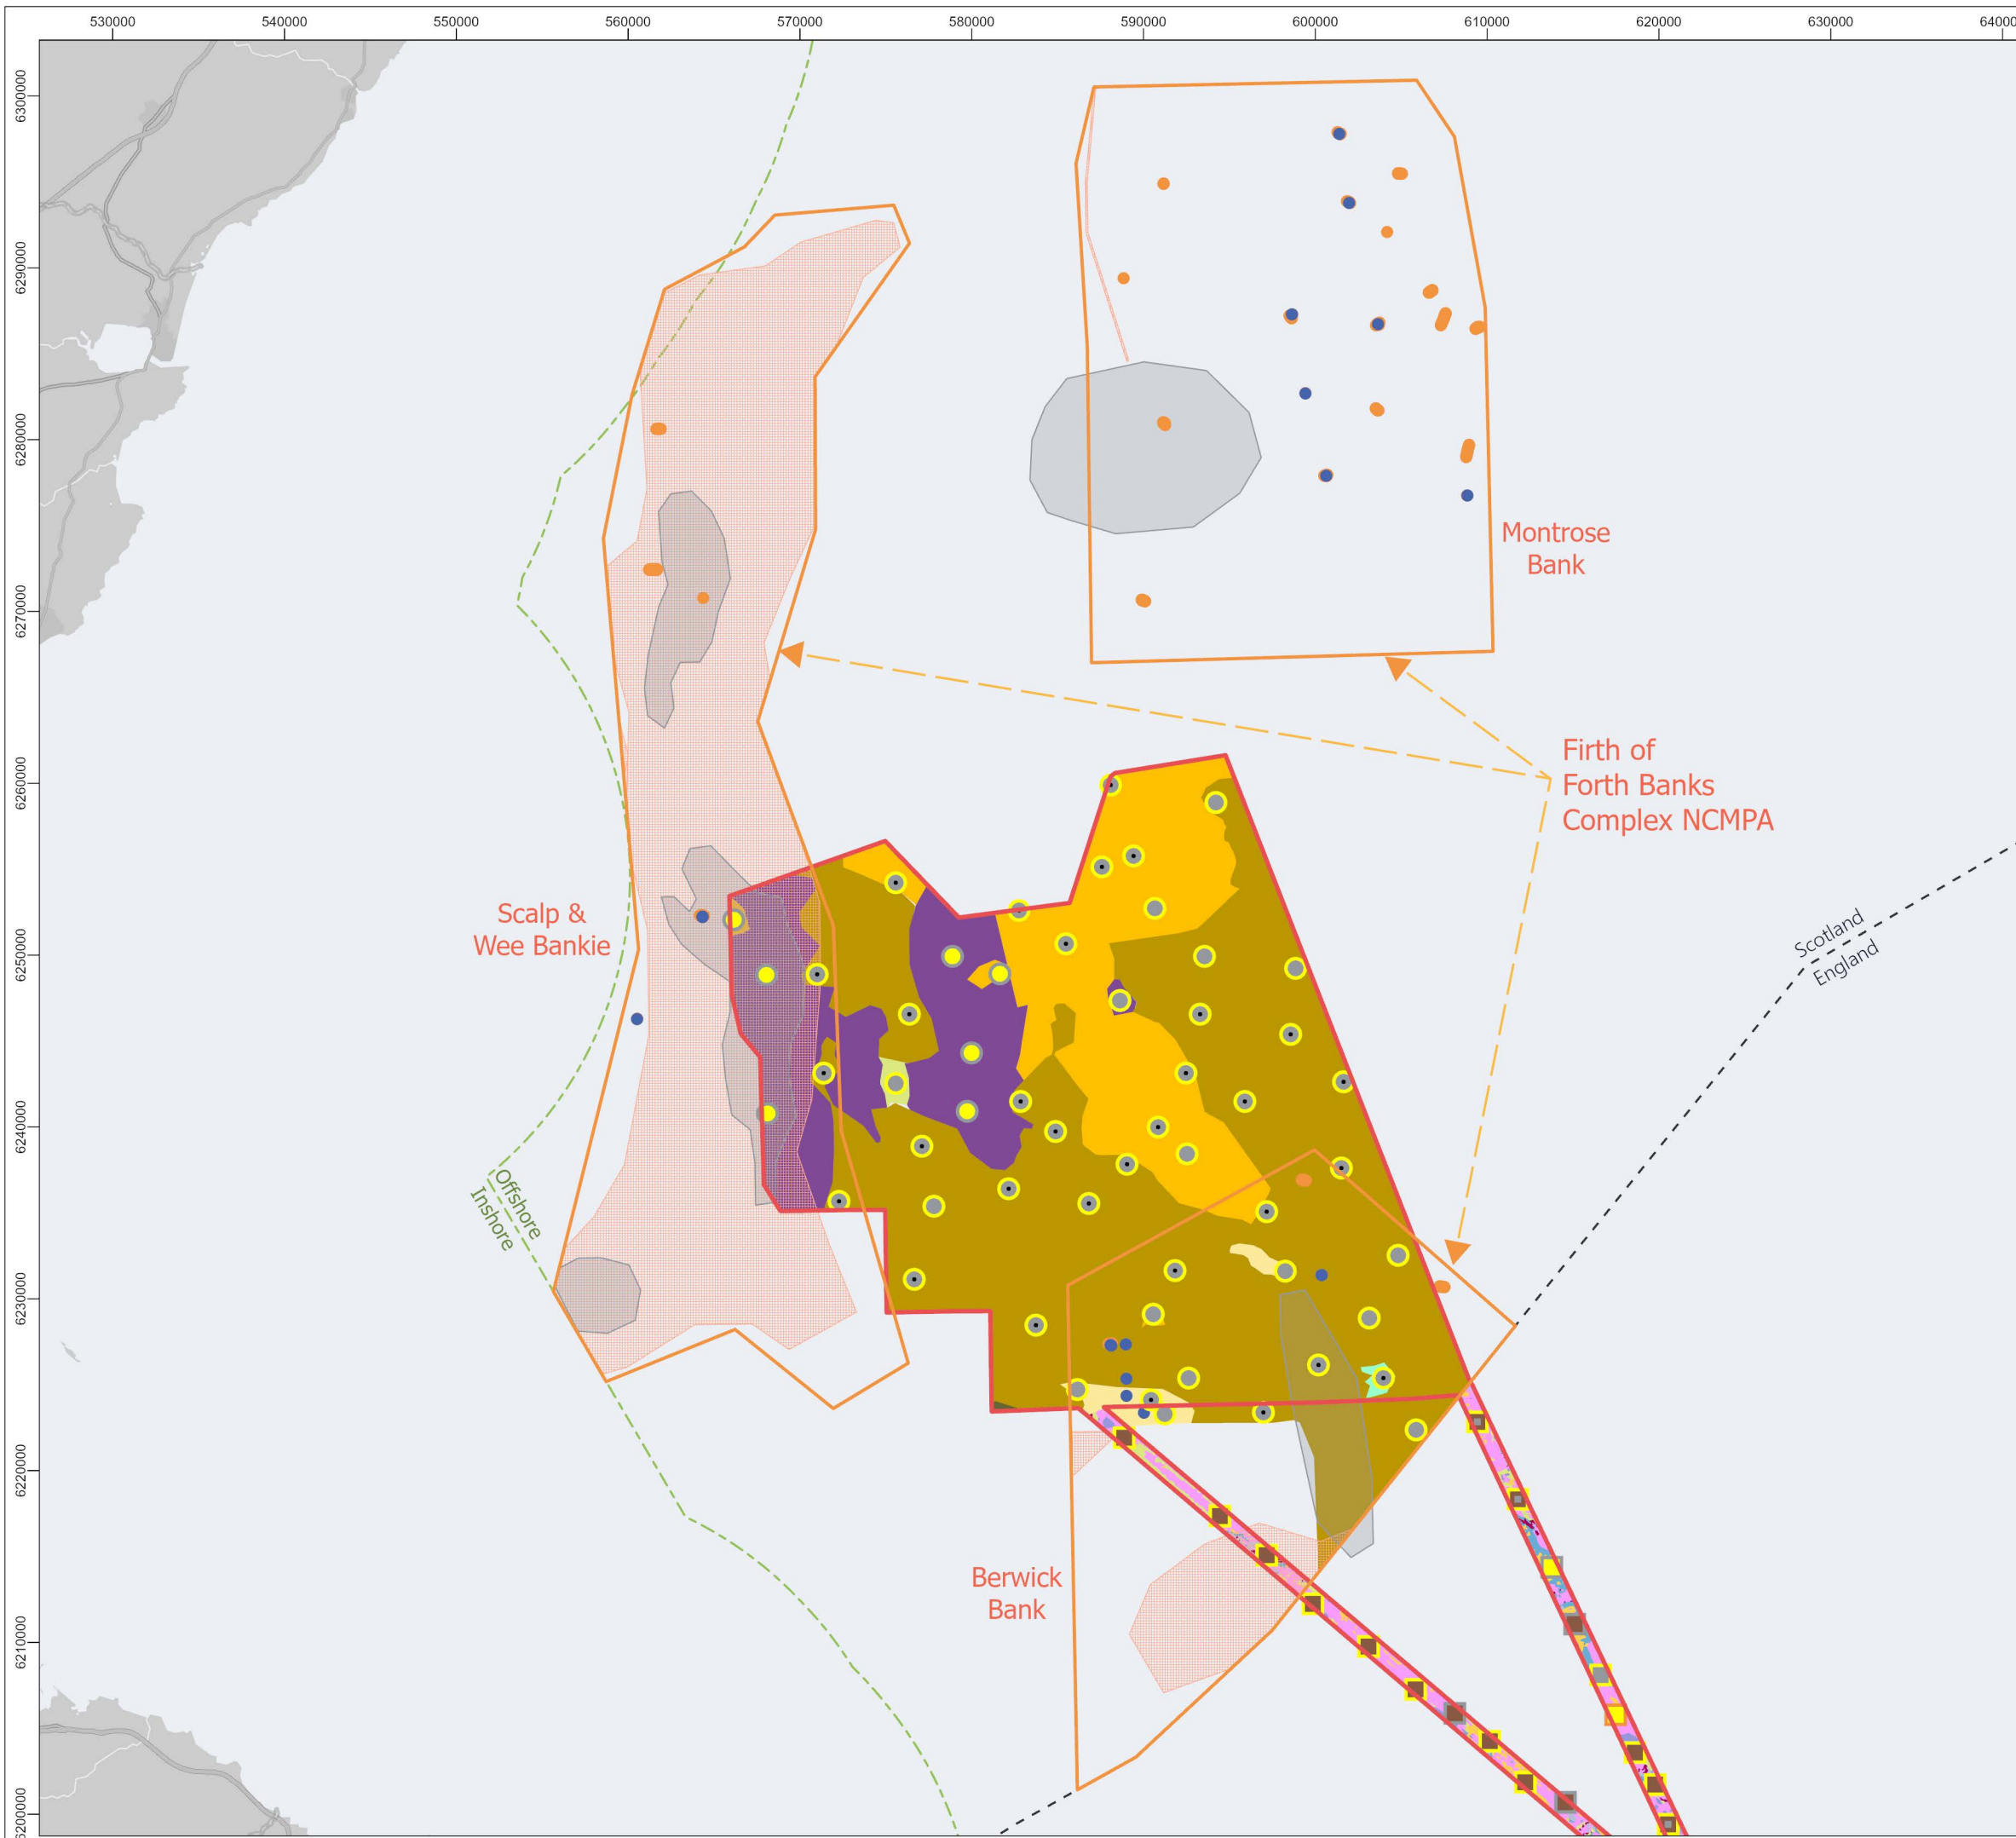 530000 540000 550000 560000 570000 580000 590000 600000 610000 620000 630000 64000
6300000
6290000
6280000
6270000
6260000
6250000
6240000
6230000
6220000
6210000
6200000
Montrose
Bank
Firth of
Forth Banks
Complex NCMPA
Scalp &
Wee Bankie
Scotland
England
Offshore
Inshore
Berwick
Bank